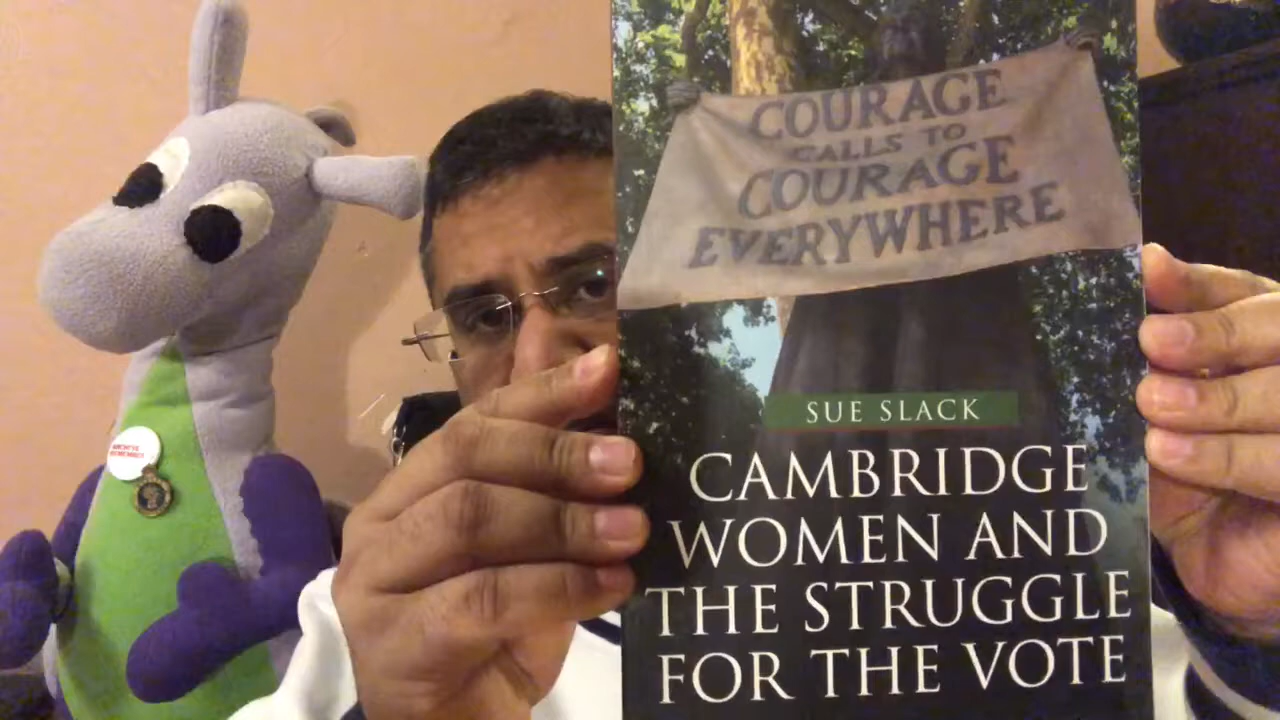 COURAGE
CALLS TO
COURAGE
EVERYWHERE
SUE SLACK
CAMBRIDGE
WOMEN AND
THE STRUGGLE
FOR THE VOTE